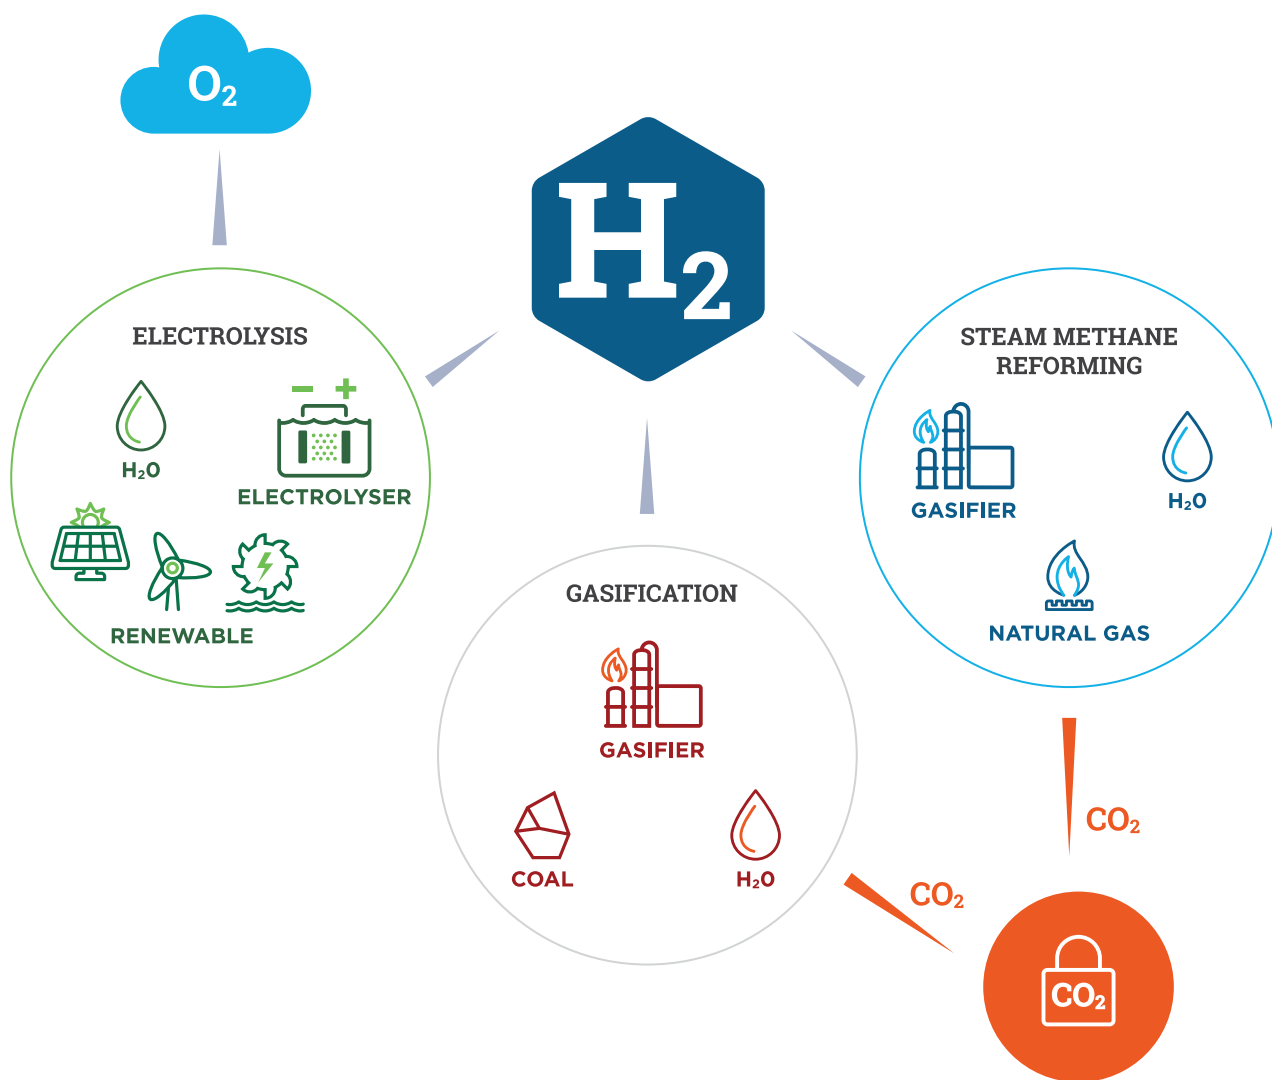 O₂
H₂
ELECTROLYSIS
H₂O
ELECTROLYSER
RENEWABLE
STEAM METHANE
REFORMING
GASIFIER
H₂O
NATURAL GAS
GASIFICATION
GASIFIER
COAL
H₂O
CO₂
CO₂
CO₂